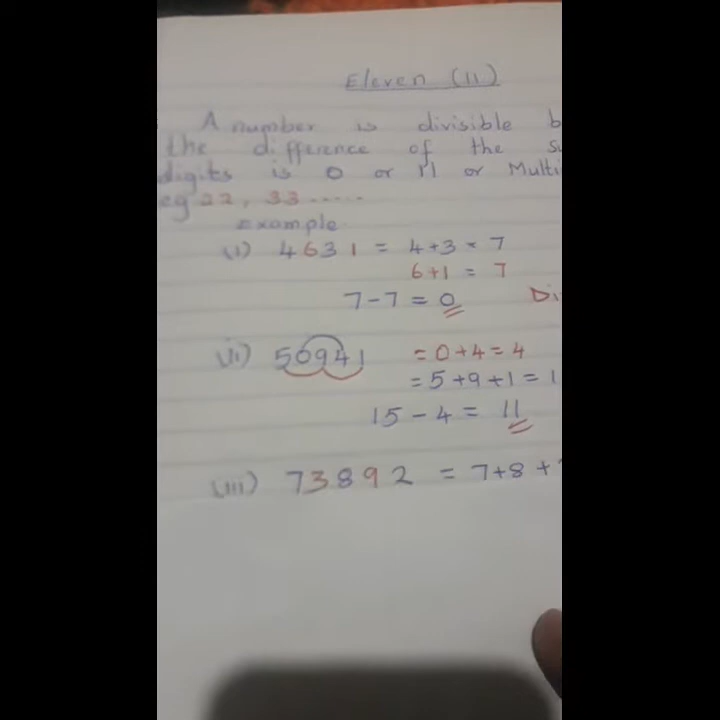 Eleven (11)
A number is divisible b
the difference of the s
digits is 0 or 11 or Multi
eg 22, 33.....
Example
(i) 4631 = 4+3 = 7
6+1 = 7
7-7 = 0 Di
(ii) 50941 = 0+4=4
= 5+9+1 = 1
15-4 = 11
(iii) 73892 = 7+8+